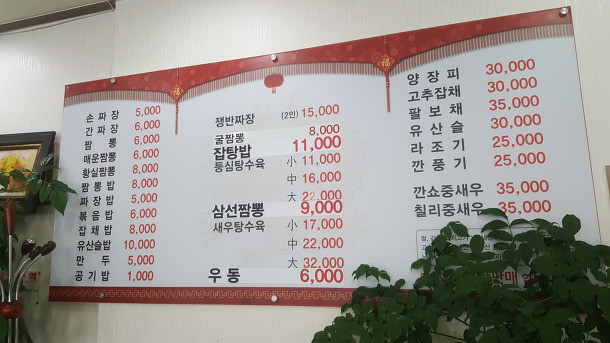 손 짜 장 5,000
간 짜 장 6,000
짬 뽕 6,000
매운짬뽕 6,000
황실짬뽕 8,000
짬 뽕 밥 8,000
짜 장 밥 5,000
볶 음 밥 6,000
잡 채 밥 8,000
유산슬밥 10,000
만 두 5,000
공 기 밥 1,000
쟁반짜장 (2인) 15,000
굴짬뽕 8,000
잡탕밥 11,000
등심탕수육 小 11,000
中 16,000
大 22,000
삼선짬뽕 9,000
새우탕수육 小 17,000
中 22,000
大 32,000
우 동 6,000
양 장 피 30,000
고추잡채 30,000
팔 보 채 35,000
유 산 슬 30,000
라 조 기 25,000
깐 풍 기 25,000
깐쇼중새우 35,000
칠리중새우 35,000
쌀,
판매